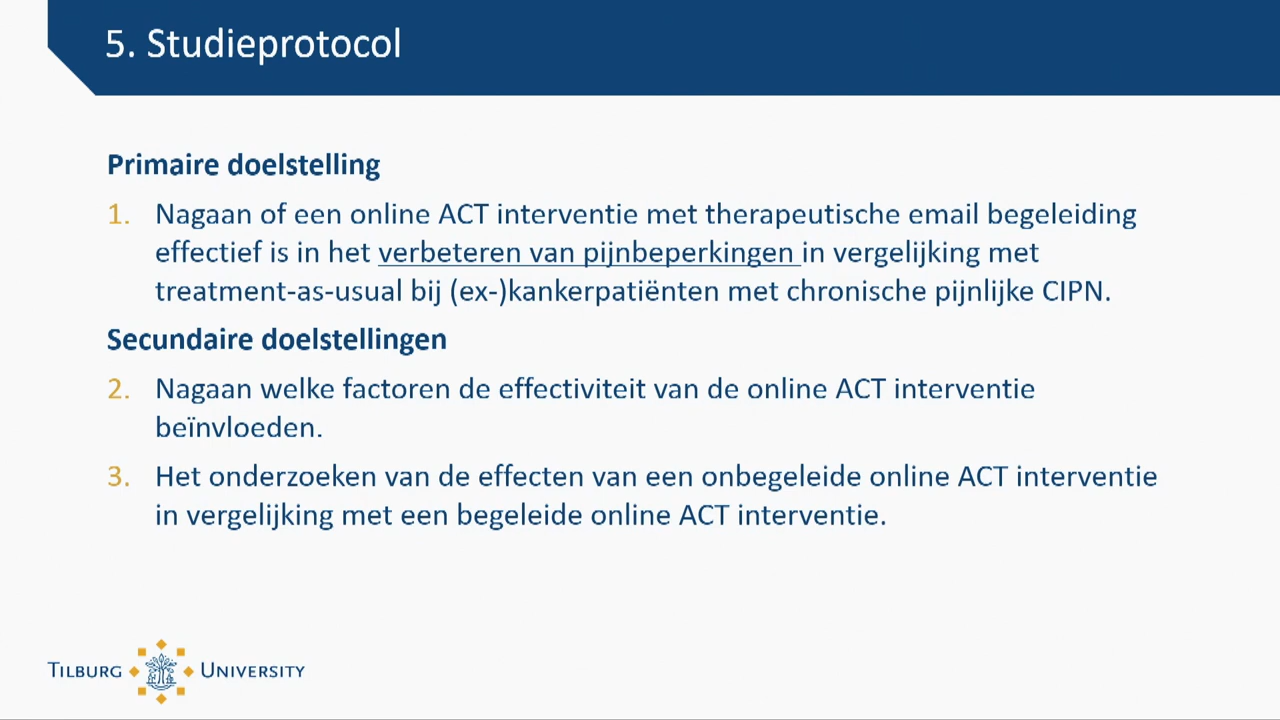 5. Studieprotocol
Primaire doelstelling
1. Nagaan of een online ACT interventie met therapeutische email begeleiding
effectief is in het verbeteren van pijnbeperkingen in vergelijking met
treatment-as-usual bij (ex-)kankerpatiënten met chronische pijnlijke CIPN.
Secundaire doelstellingen
2. Nagaan welke factoren de effectiviteit van de online ACT interventie
beïnvloeden.
3. Het onderzoeken van de effecten van een onbegeleide online ACT interventie
in vergelijking met een begeleide online ACT interventie.
TILBURG UNIVERSITY